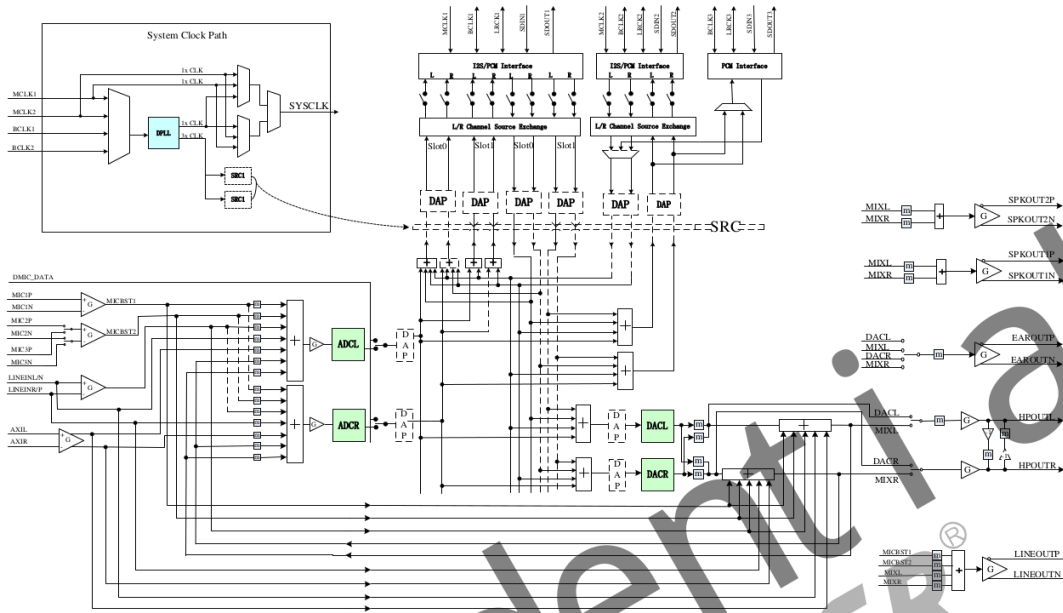 System Clock Path
1x CLK
1x CLK
MCLK1
MCLK2
BCLK1
BCLK2
DPLL
1x CLK
3x CLK
SYSCLK
SRC1
SRC1
MCLK1
BCLK1
LRCK1
SDIN1
SDOUT1
MCLK2
BCLK2
LRCK2
SDIN2
SDOUT2
BCLK3
LRCK3
SDIN3
SDOUT3
I2S/PCM Interface
L R L R L R L R
I2S/PCM Interface
L R L R
PCM Interface
L/R Channel Source Exchange
L/R Channel Source Exchange
Slot0
Slot1
Slot0
Slot1
DAP
DAP
DAP
DAP
DAP
DAP
SRC
DMIC_DATA
MIC1P
MIC1N
MIC2P
MIC2N
MIC3P
MIC3N
LINEINL/N
LINEINR/P
AXIL
AXIR
+ G
+ G
+ G
+ G
MICBST1
MICBST2
m
+
G
ADCL
DAP
+
G
ADCR
DAP
+ + + +
+
+
+
DAP
DACL
m
+
DAP
DACR
m
+
+
MIXL
MIXR
m
m
+
G
SPKOUT2P
SPKOUT2N
MIXL
MIXR
m
m
+
G
SPKOUT1P
SPKOUT1N
DACL
MIXL
DACR
MIXR
m
G
EAROUTP
EAROUTN
DACL
MIXL
m
G
HPOUTL
DACR
MIXR
G
HPOUTR
MICBST1
MICBST2
MIXL
MIXR
m
m
m
m
+
G
LINEOUTP
LINEOUTN